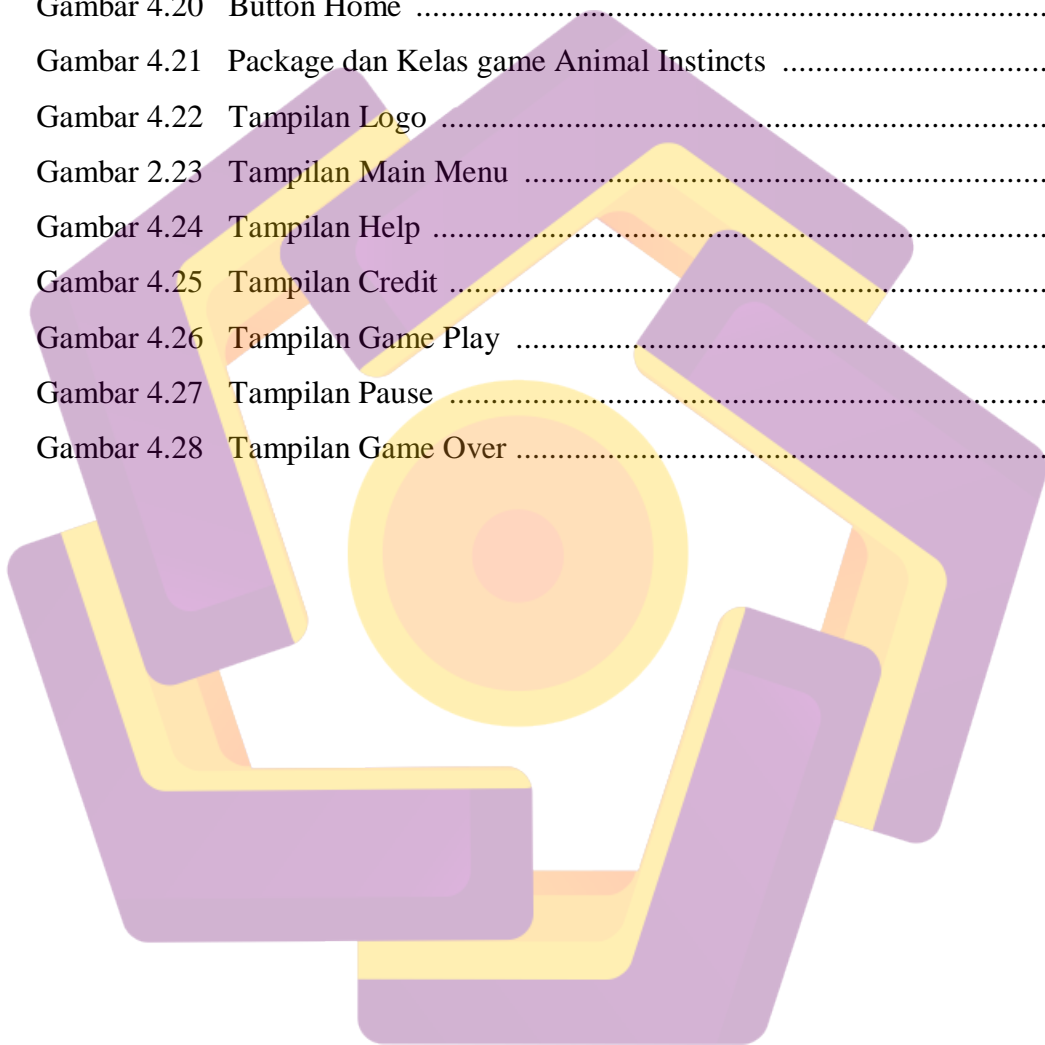 Gambar 4.20 Button Home ........................................................................
Gambar 4.21 Package dan Kelas game Animal Instincts ..............................
Gambar 4.22 Tampilan Logo .....................................................................
Gambar 2.23 Tampilan Main Menu ...........................................................
Gambar 4.24 Tampilan Help ......................................................................
Gambar 4.25 Tampilan Credit ....................................................................
Gambar 4.26 Tampilan Game Play ............................................................
Gambar 4.27 Tampilan Pause ....................................................................
Gambar 4.28 Tampilan Game Over ............................................................